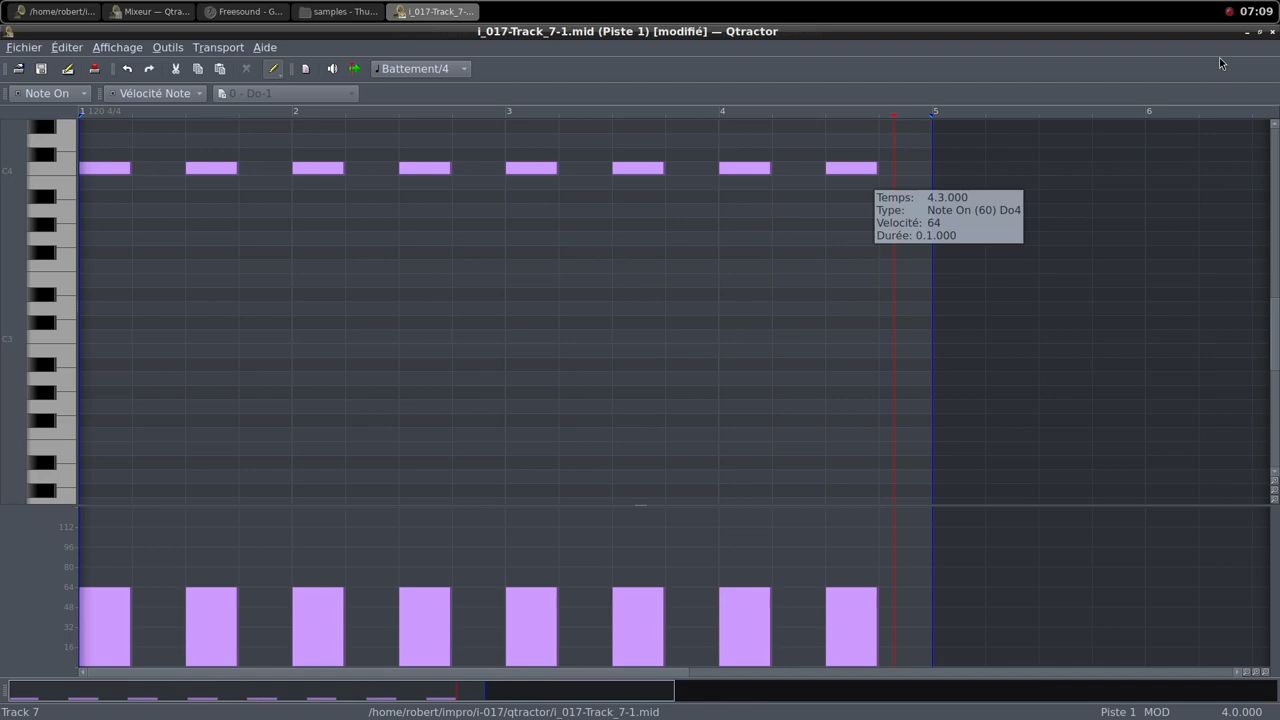 /home/robert/i...
Mixeur — Qtra...
Freesound - G...
samples - Thu...
i_017-Track_7-...
07:09
i_017-Track_7-1.mid (Piste 1) [modifié] — Qtractor
Fichier Éditer Affichage Outils Transport Aide
Battement/4
Note On Vélocité Note 0 - Do-1
1 120 4/4 2 3 4 5 6
C4
Temps: 4.3.000
Type: Note On (60) Do4
Velocité: 64
Durée: 0.1.000
C3
112
96
80
64
48
32
16
Track 7 /home/robert/impro/i-017/qtractor/i_017-Track_7-1.mid Piste 1 MOD 4.0.000